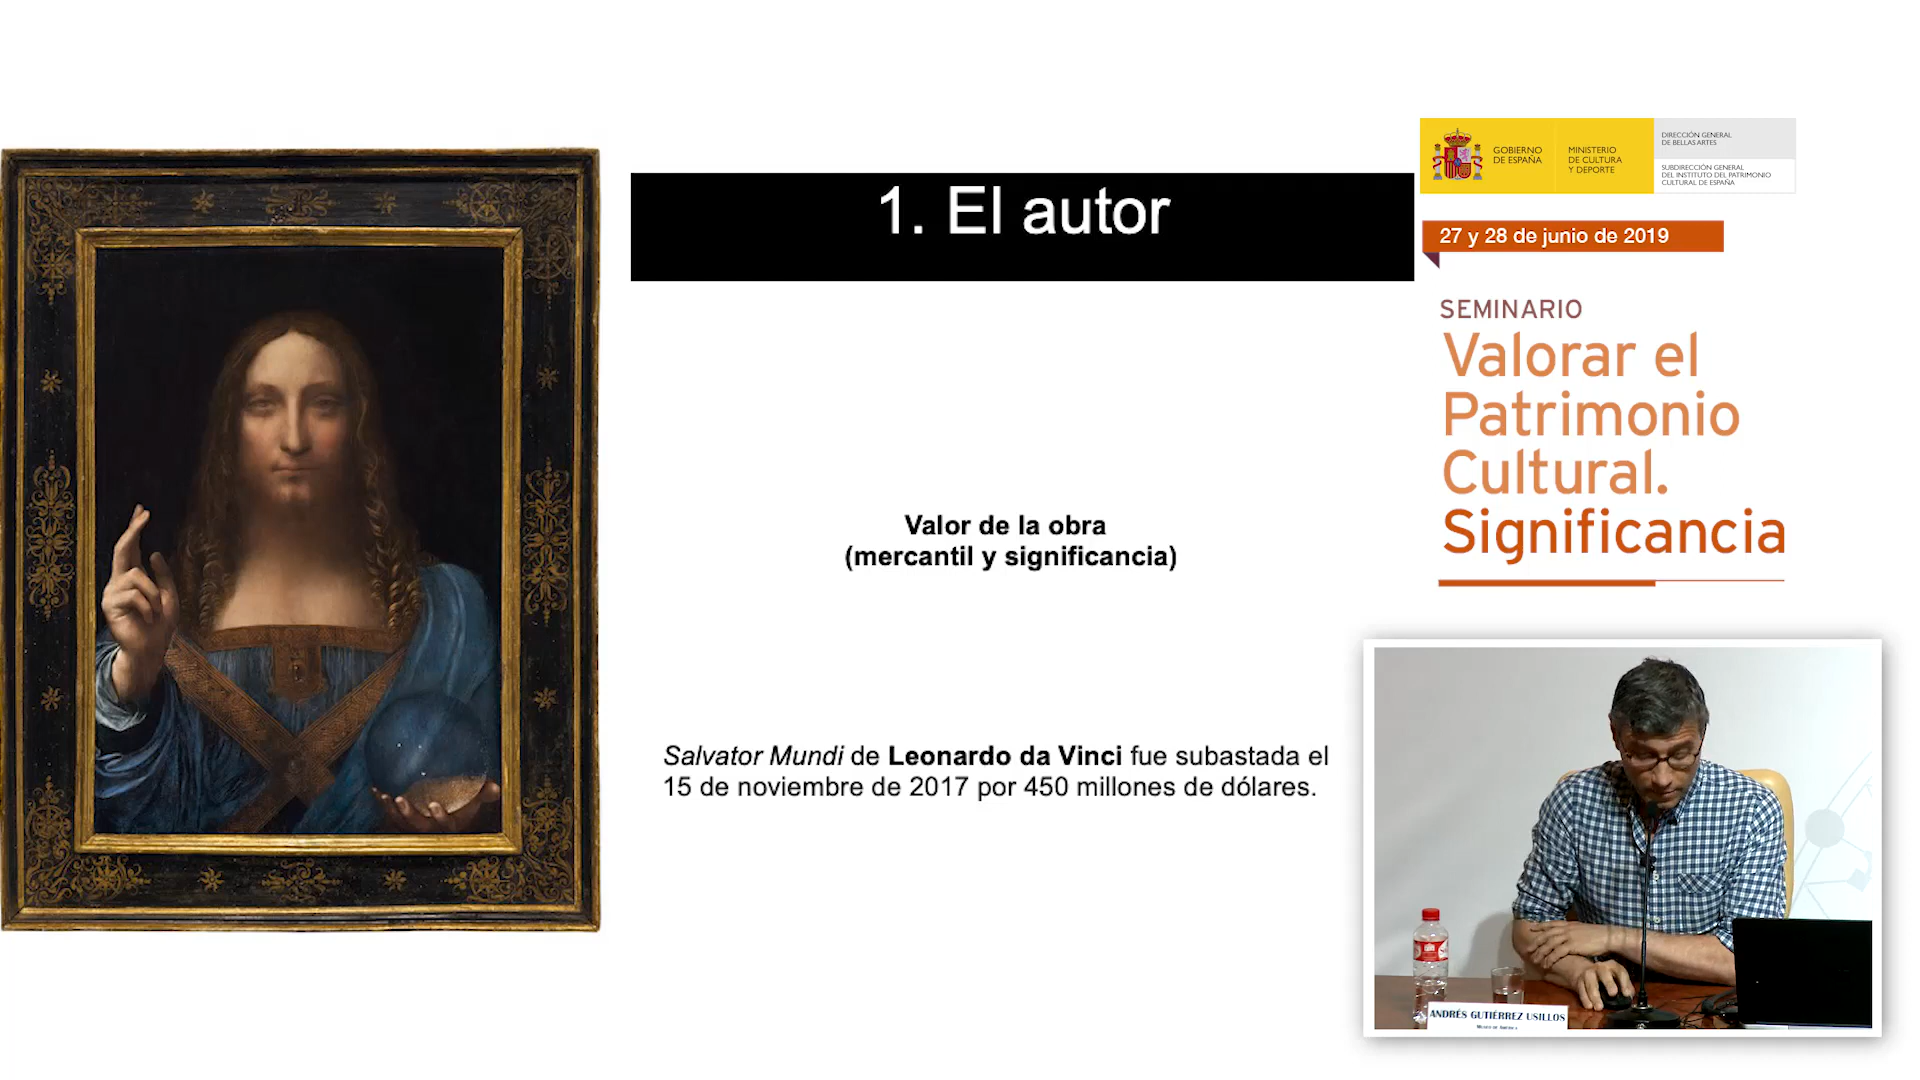 1. El autor
Valor de la obra
(mercantil y significancia)
Salvator Mundi de Leonardo da Vinci fue subastada el
15 de noviembre de 2017 por 450 millones de dólares.
GOBIERNO
DE ESPAÑA
MINISTERIO
DE CULTURA
Y DEPORTE
DIRECCIÓN GENERAL
DE BELLAS ARTES
SUBDIRECCIÓN GENERAL
DEL INSTITUTO DEL PATRIMONIO
CULTURAL DE ESPAÑA
27 y 28 de junio de 2019
SEMINARIO
Valorar el
Patrimonio
Cultural.
Significancia
ANDRÉS GUTIÉRREZ USILLOS
MUSEO DE AMÉRICA